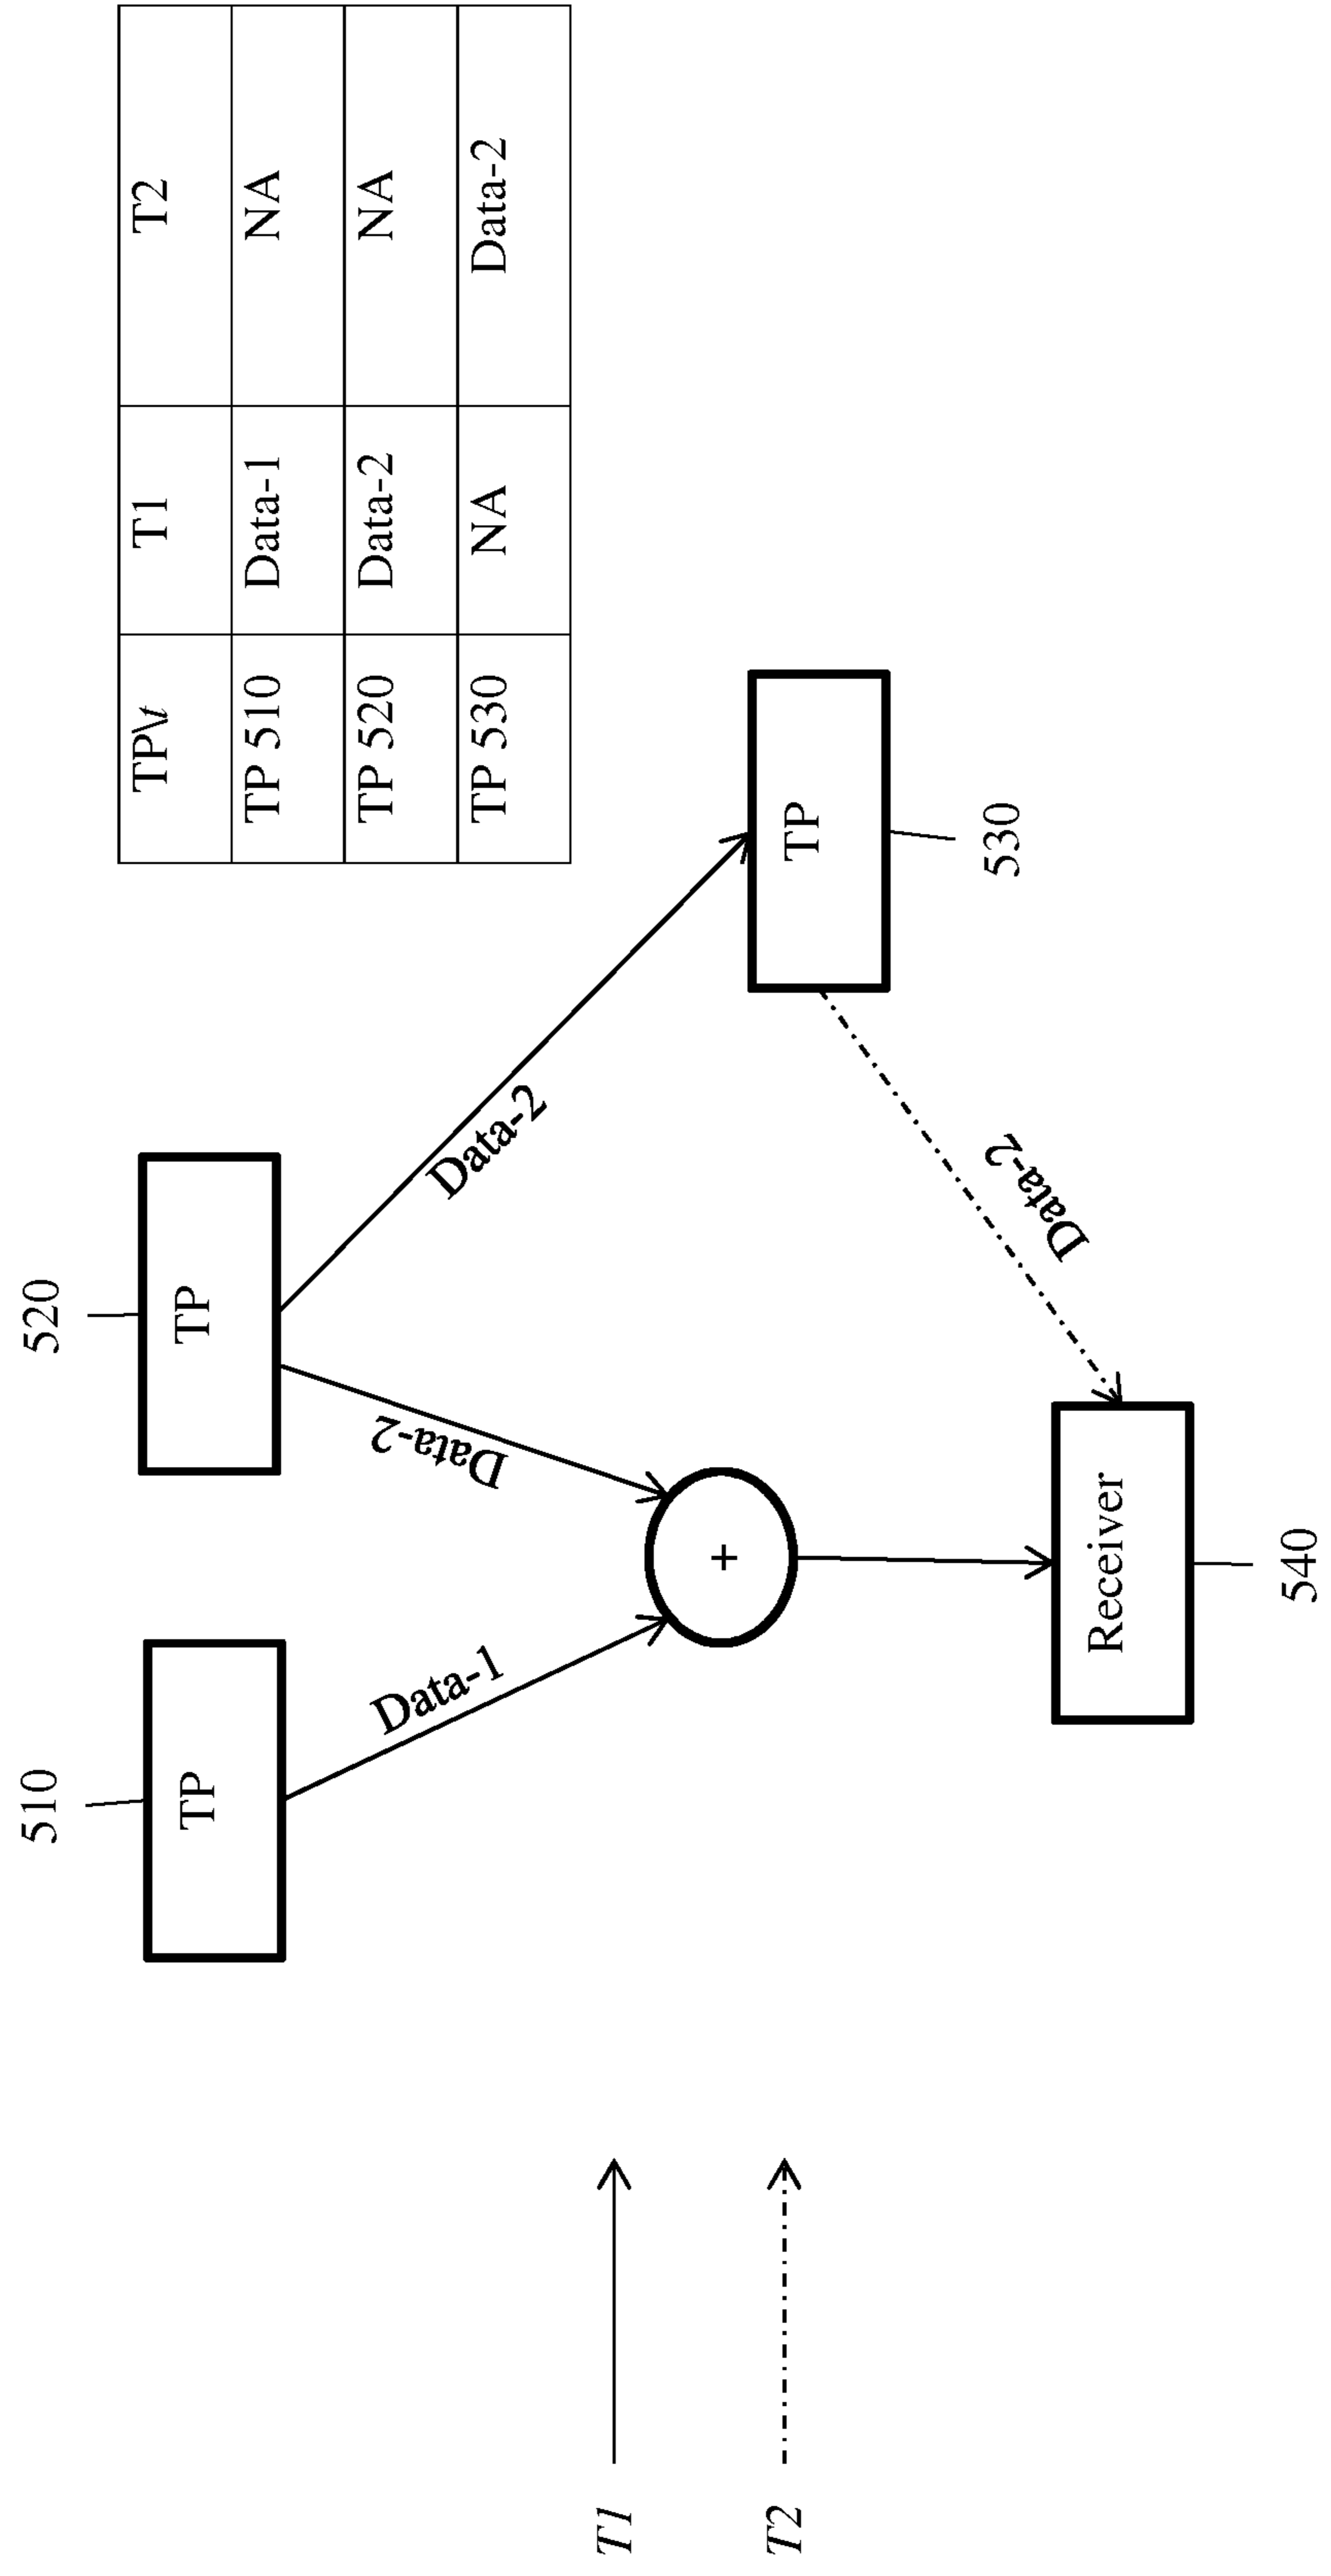 TP\t T1 T2
TP 510 Data-1 NA
TP 520 Data-2 NA
TP 530 NA Data-2
510
520
TP
TP
Data-1
Data-2
Data-2
T1
+
TP
T2
530
Data-2
Receiver
540